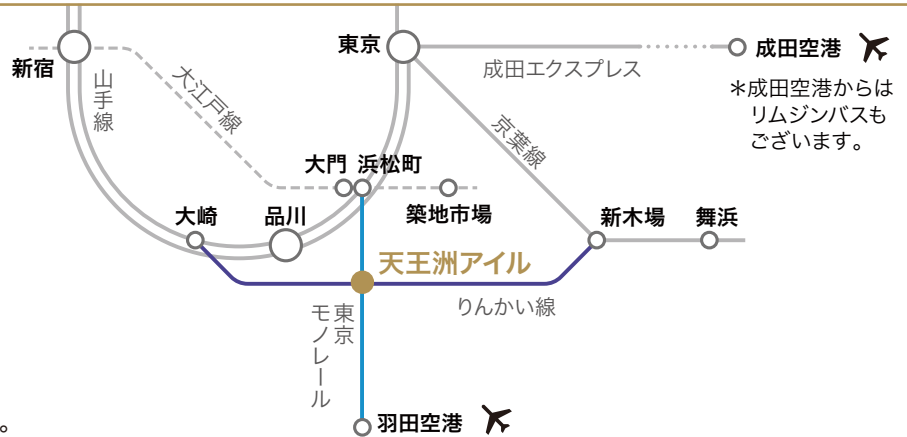 新宿
東京
成田空港
成田エクスプレス
＊成田空港からは
リムジンバスも
ございます。
山手線
大江戸線
京葉線
大門
浜松町
築地市場
大崎
品川
新木場
舞浜
天王洲アイル
りんかい線
東京
モノレール
羽田空港
。